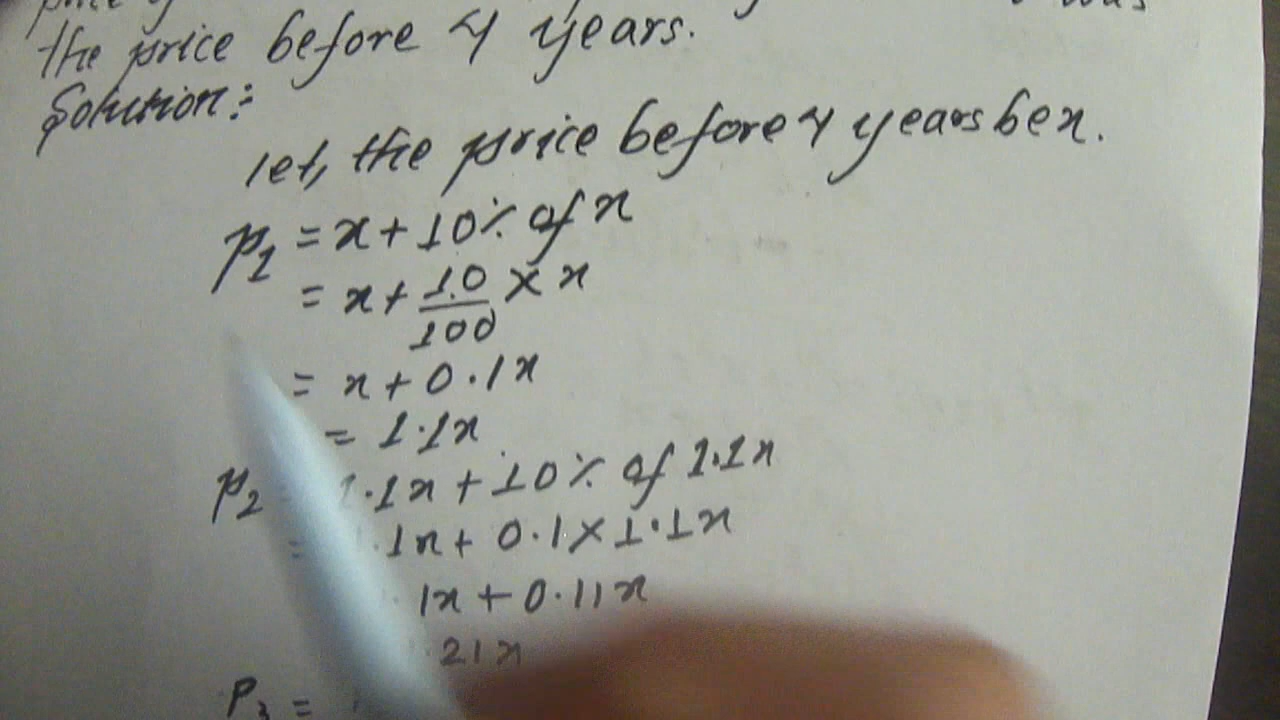 price
the price before 4 years.
Solution:-
let, the price before 4 years be x.
P1 = x + 10% of x
= x + 10/100 × x
= x + 0.1x
= 1.1x
P2 = 1.1x + 10% of 1.1x
= .1x + 0.1 × 1.1x
1x + 0.11x
.21x
P3 =